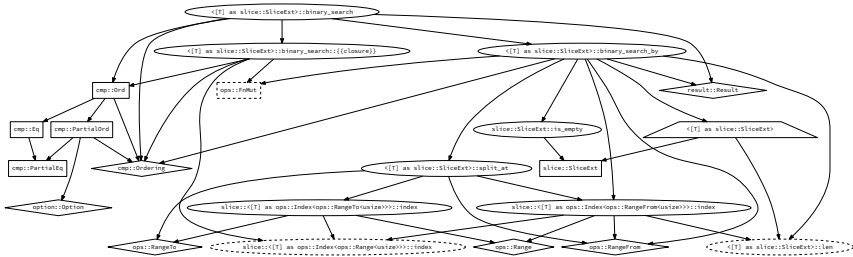 <[T] as slice::SliceExt>::binary_search
<[T] as slice::SliceExt>::binary_search::{{closure}}
<[T] as slice::SliceExt>::binary_search_by
cmp::Ord
ops::FnMut
result::Result
cmp::Eq
cmp::PartialOrd
slice::SliceExt::is_empty
<[T] as slice::SliceExt>
cmp::PartialEq
cmp::Ordering
<[T] as slice::SliceExt>::split_at
slice::SliceExt
option::Option
slice::<[T] as ops::Index<ops::RangeTo<usize>>>::index
slice::<[T] as ops::Index<ops::RangeFrom<usize>>>::index
ops::RangeTo
slice::<[T] as ops::Index<ops::Range<usize>>>::index
ops::Range
ops::RangeFrom
<[T] as slice::SliceExt>::len